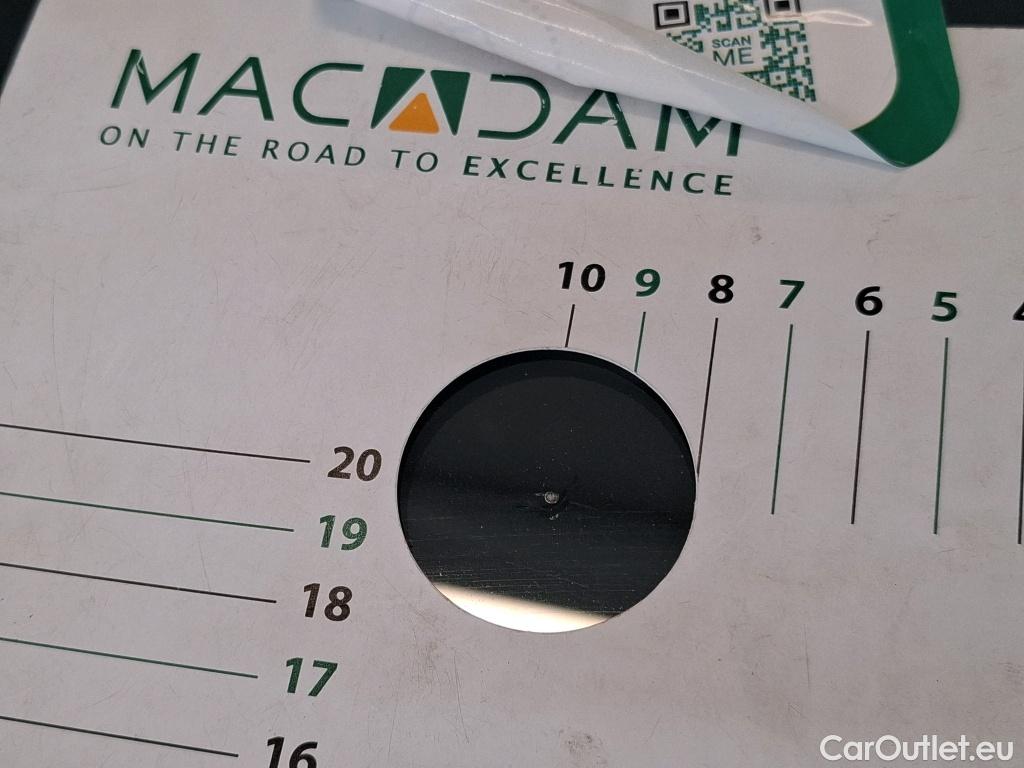 SCAN
ME
MACADAM
ON THE ROAD TO EXCELLENCE
10 9 8 7 6 5
20
19
18
17
16
CarOutlet.eu